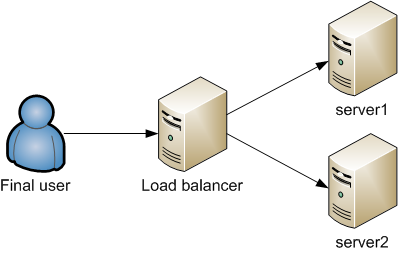 server1
Final user
Load balancer
server2